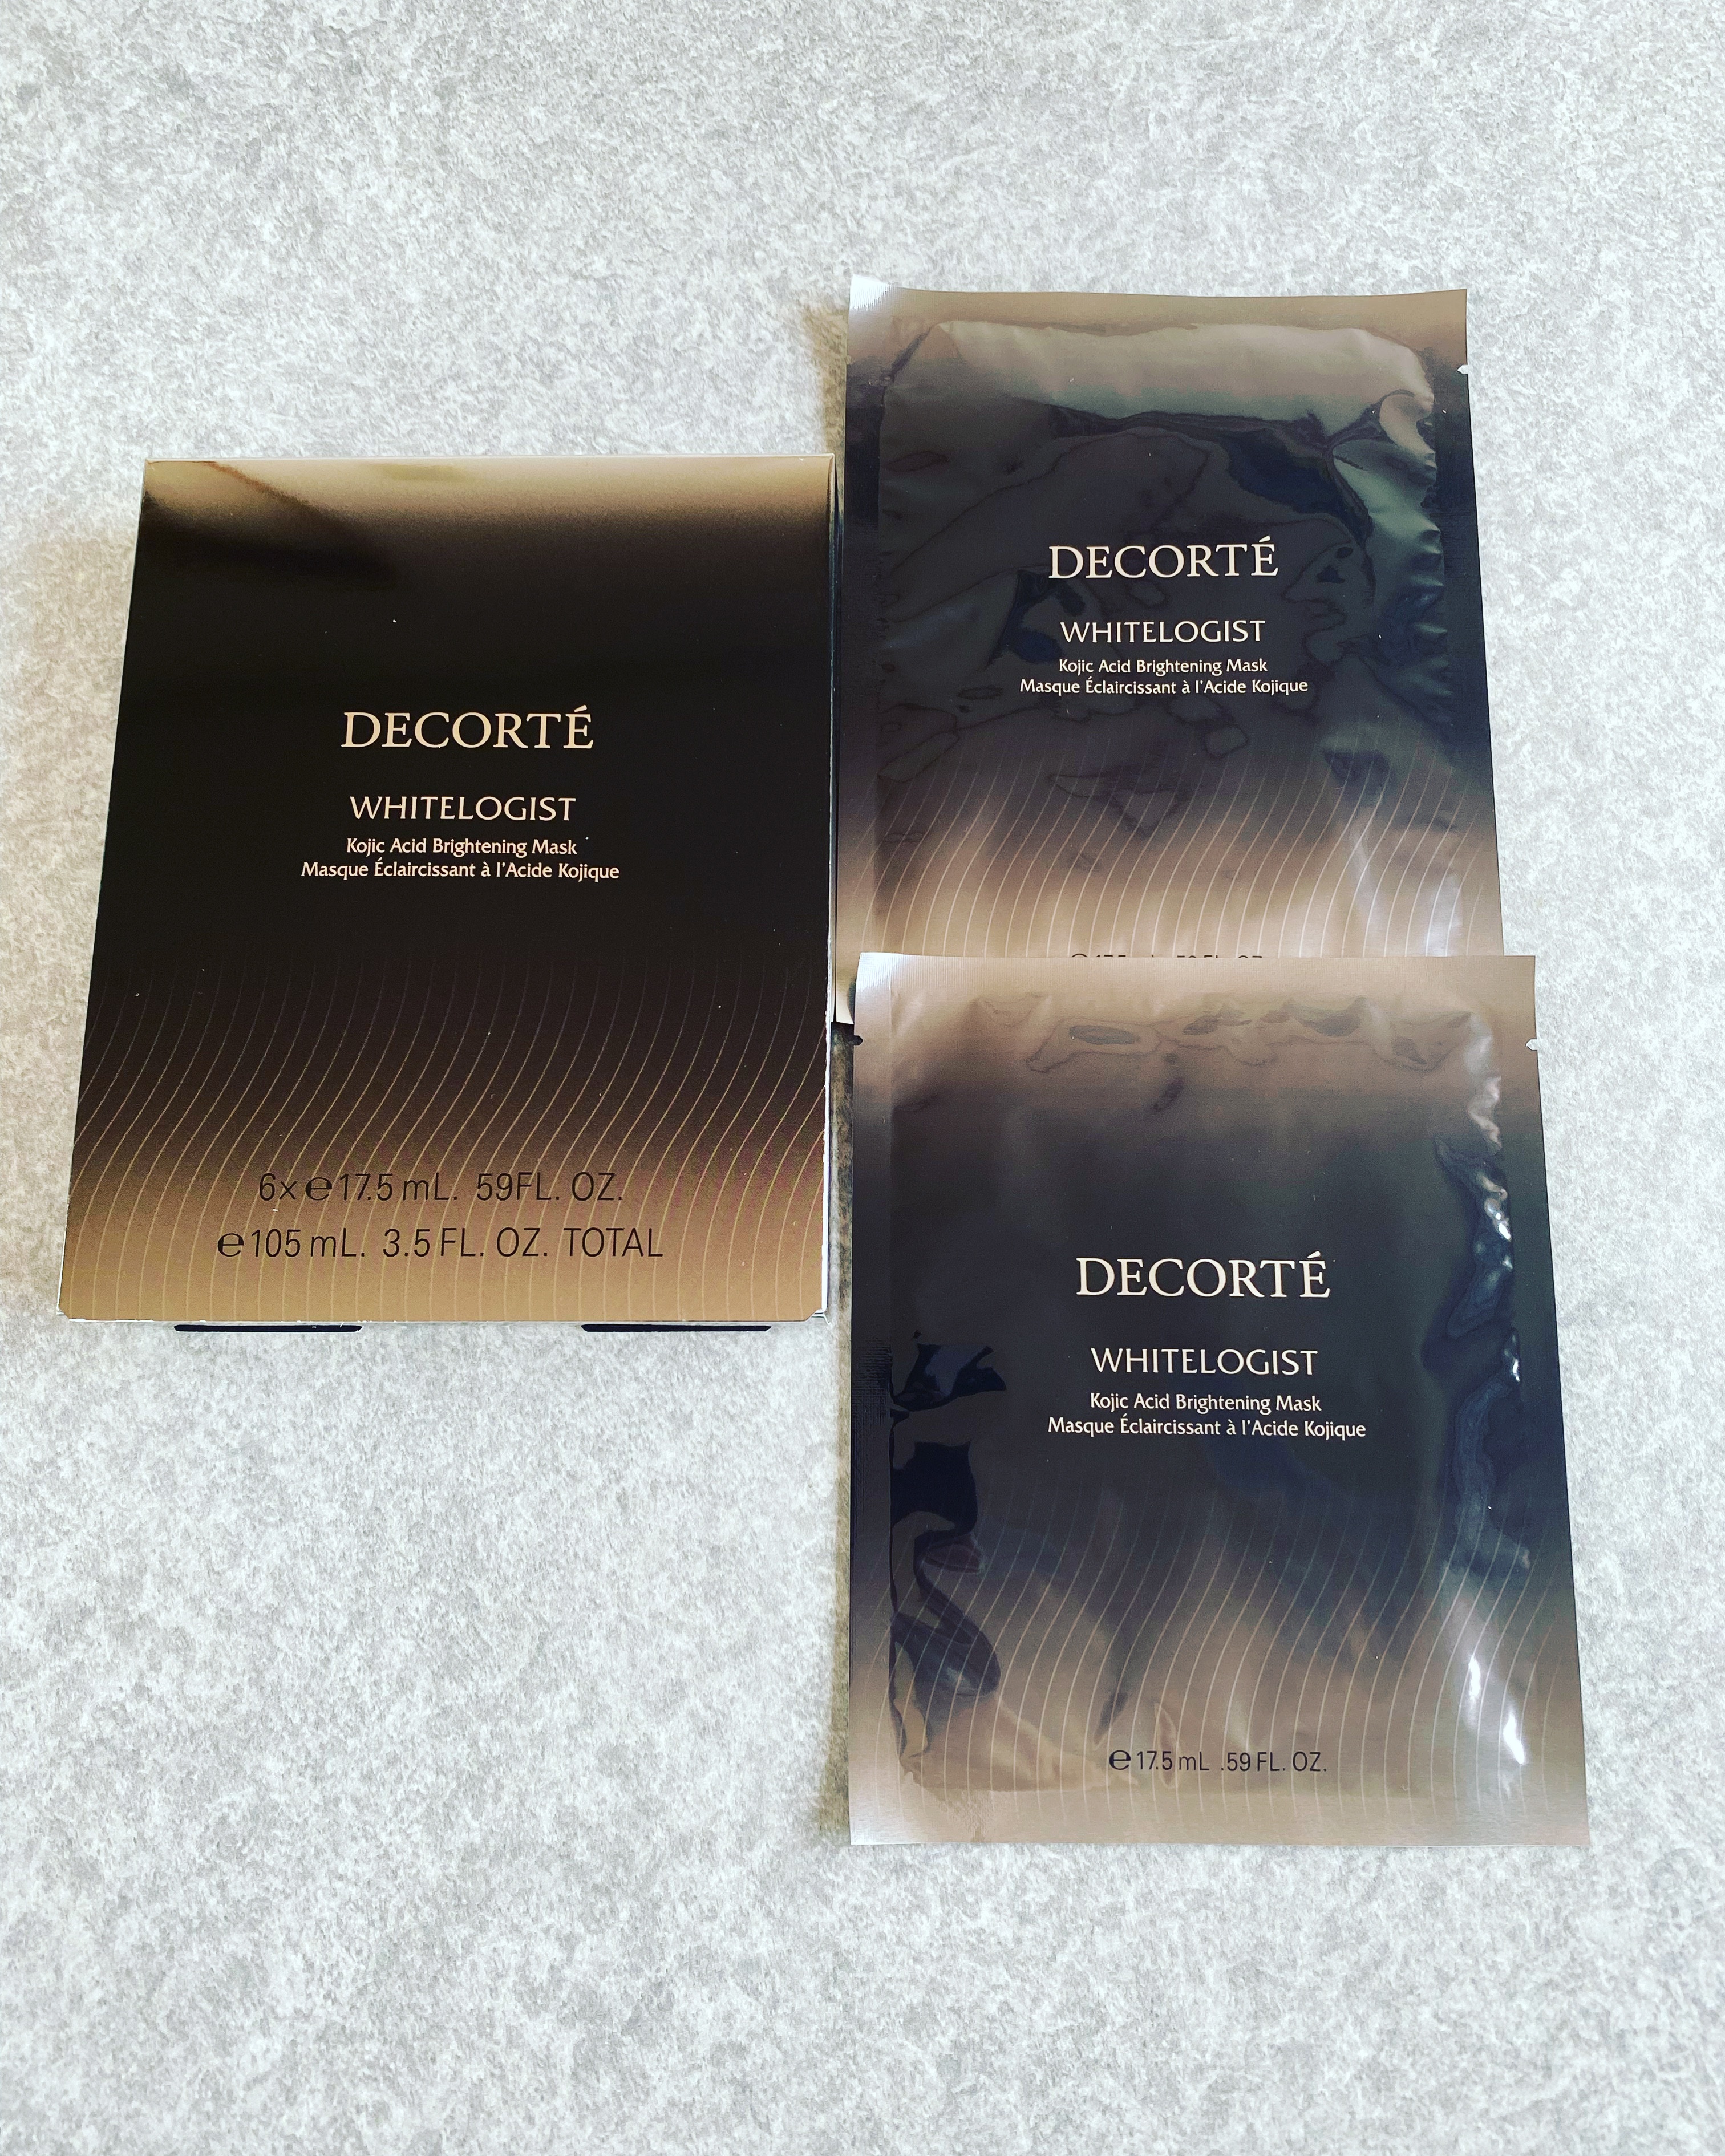 DECORTÉ
WHITELOGIST
Kojic Acid Brightening Mask
Masque Éclaircissant à l'Acide Kojique
6x ℮17.5 mL. 59FL. OZ.
℮105 mL. 3.5 FL. OZ. TOTAL
DECORTÉ
WHITELOGIST
Kojic Acid Brightening Mask
Masque Éclaircissant à l'Acide Kojique
DECORTÉ
WHITELOGIST
Kojic Acid Brightening Mask
Masque Éclaircissant à l'Acide Kojique
℮17.5 mL .59 FL. OZ.